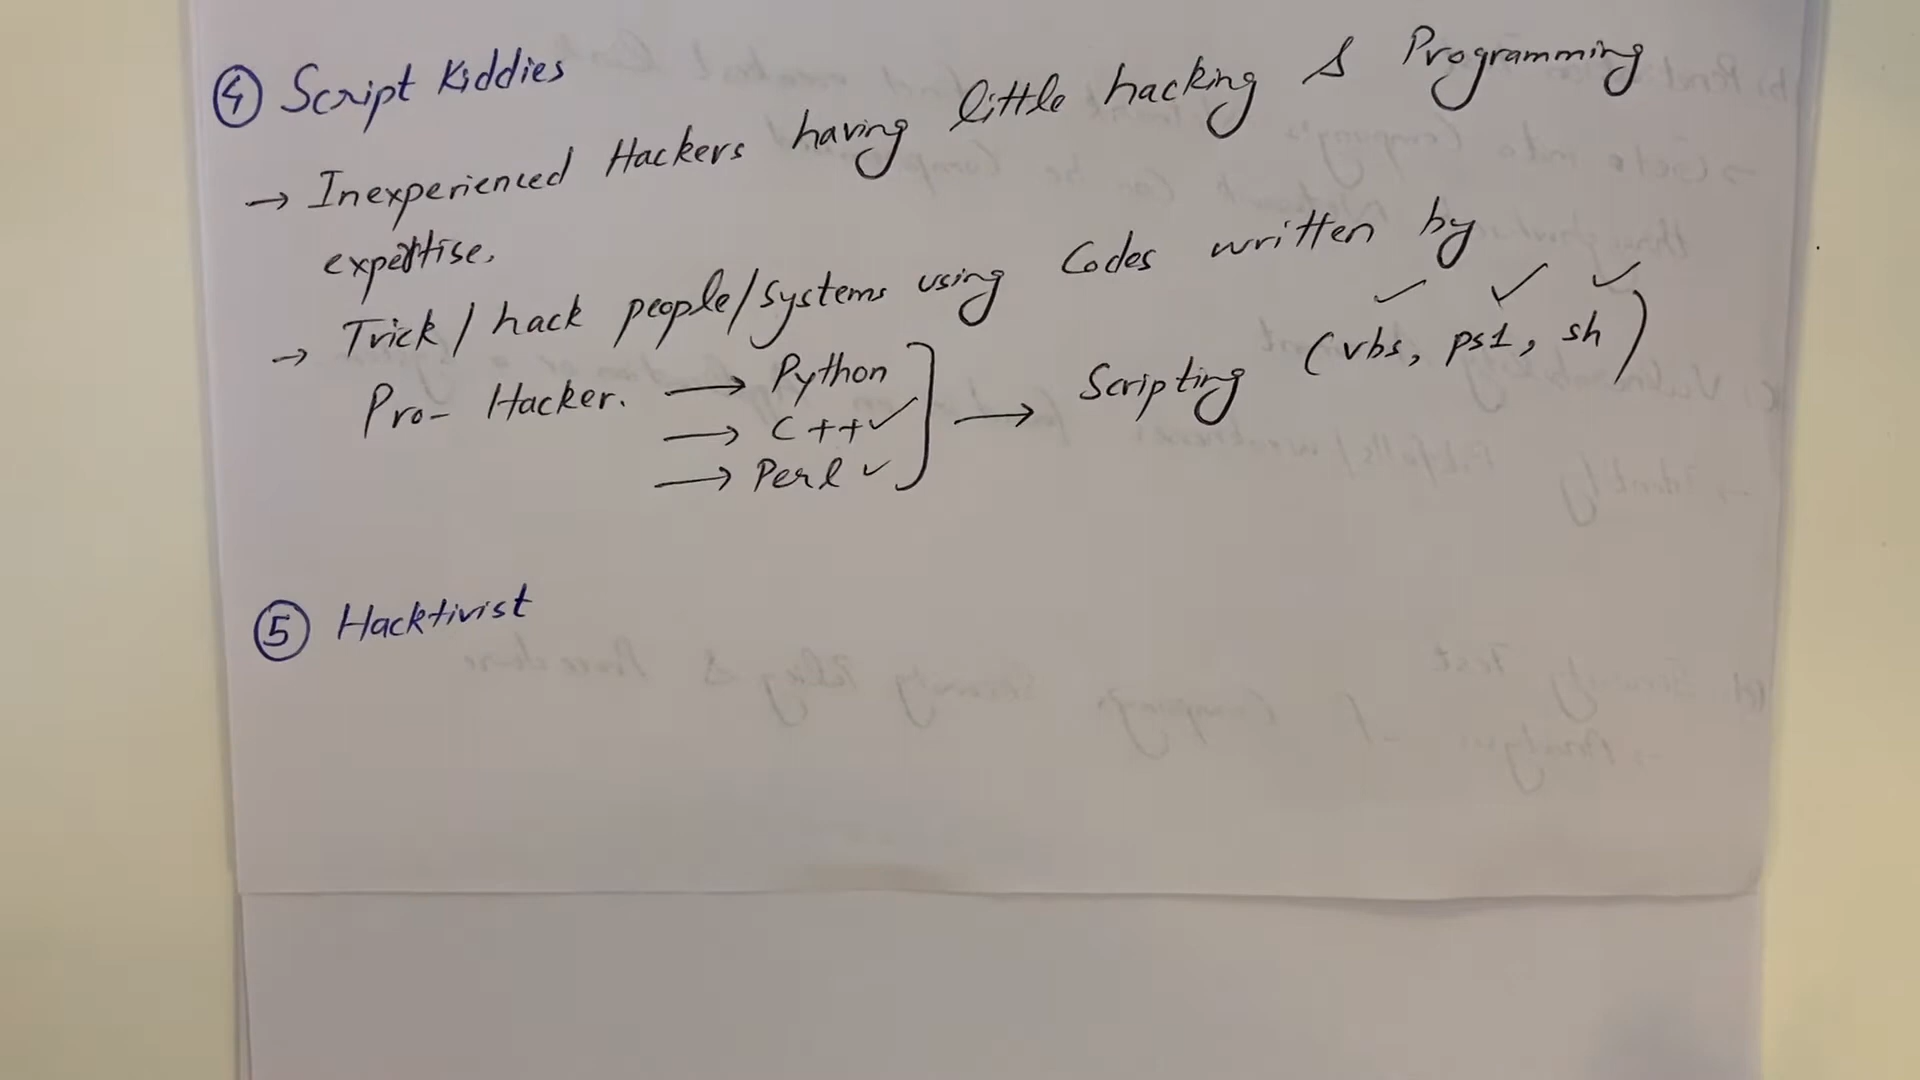 ④ Script Kiddies
→ Inexperienced Hackers having little hacking & Programming
expertise.
→ Trick / hack people/systems using Codes written by
Pro- Hacker. → Python
→ C++ ✓
→ Perl ✓
→ Scripting (vbs, ps1, sh)
⑤ Hacktivist